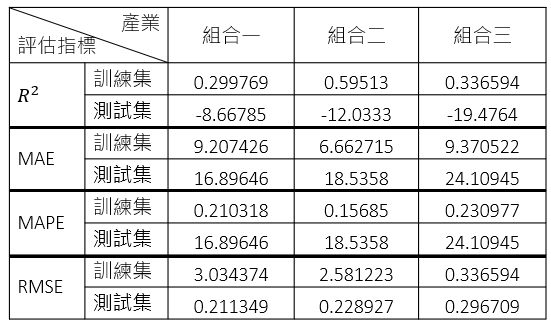 產業
評估指標 組合一 組合二 組合三
R² 訓練集 0.299769 0.59513 0.336594
測試集 -8.66785 -12.0333 -19.4764
MAE 訓練集 9.207426 6.662715 9.370522
測試集 16.89646 18.5358 24.10945
MAPE 訓練集 0.210318 0.15685 0.230977
測試集 16.89646 18.5358 24.10945
RMSE 訓練集 3.034374 2.581223 0.336594
測試集 0.211349 0.228927 0.296709